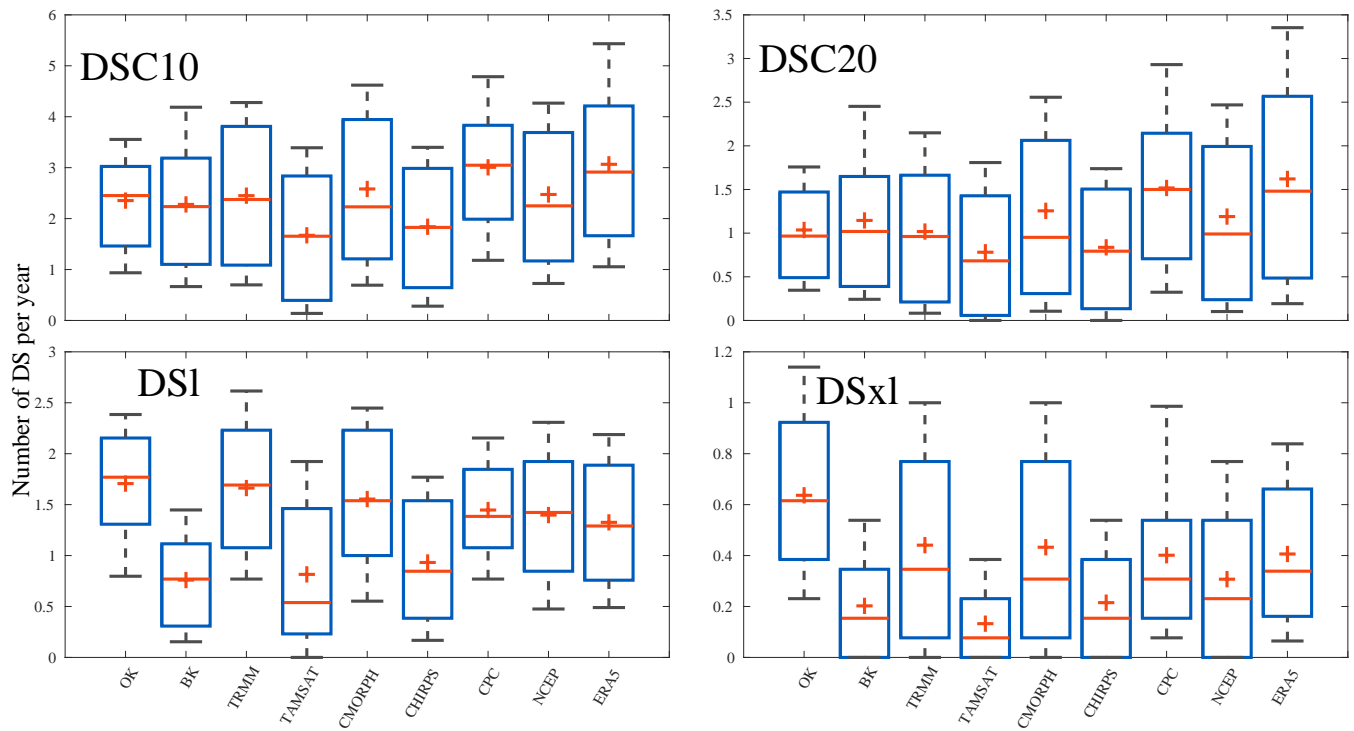 DSC10
6
5
4
3
2
1
0
DSC20
3.5
3
2.5
2
1.5
1
0.5
0
Number of DS per year
DSl
3
2.5
2
1.5
1
0.5
0
OK
BK
TRMM
TAMSAT
CMORPH
CHIRPS
CPC
NCEP
ERA5
DSxl
1.2
1
0.8
0.6
0.4
0.2
0
OK
BK
TRMM
TAMSAT
CMORPH
CHIRPS
CPC
NCEP
ERA5